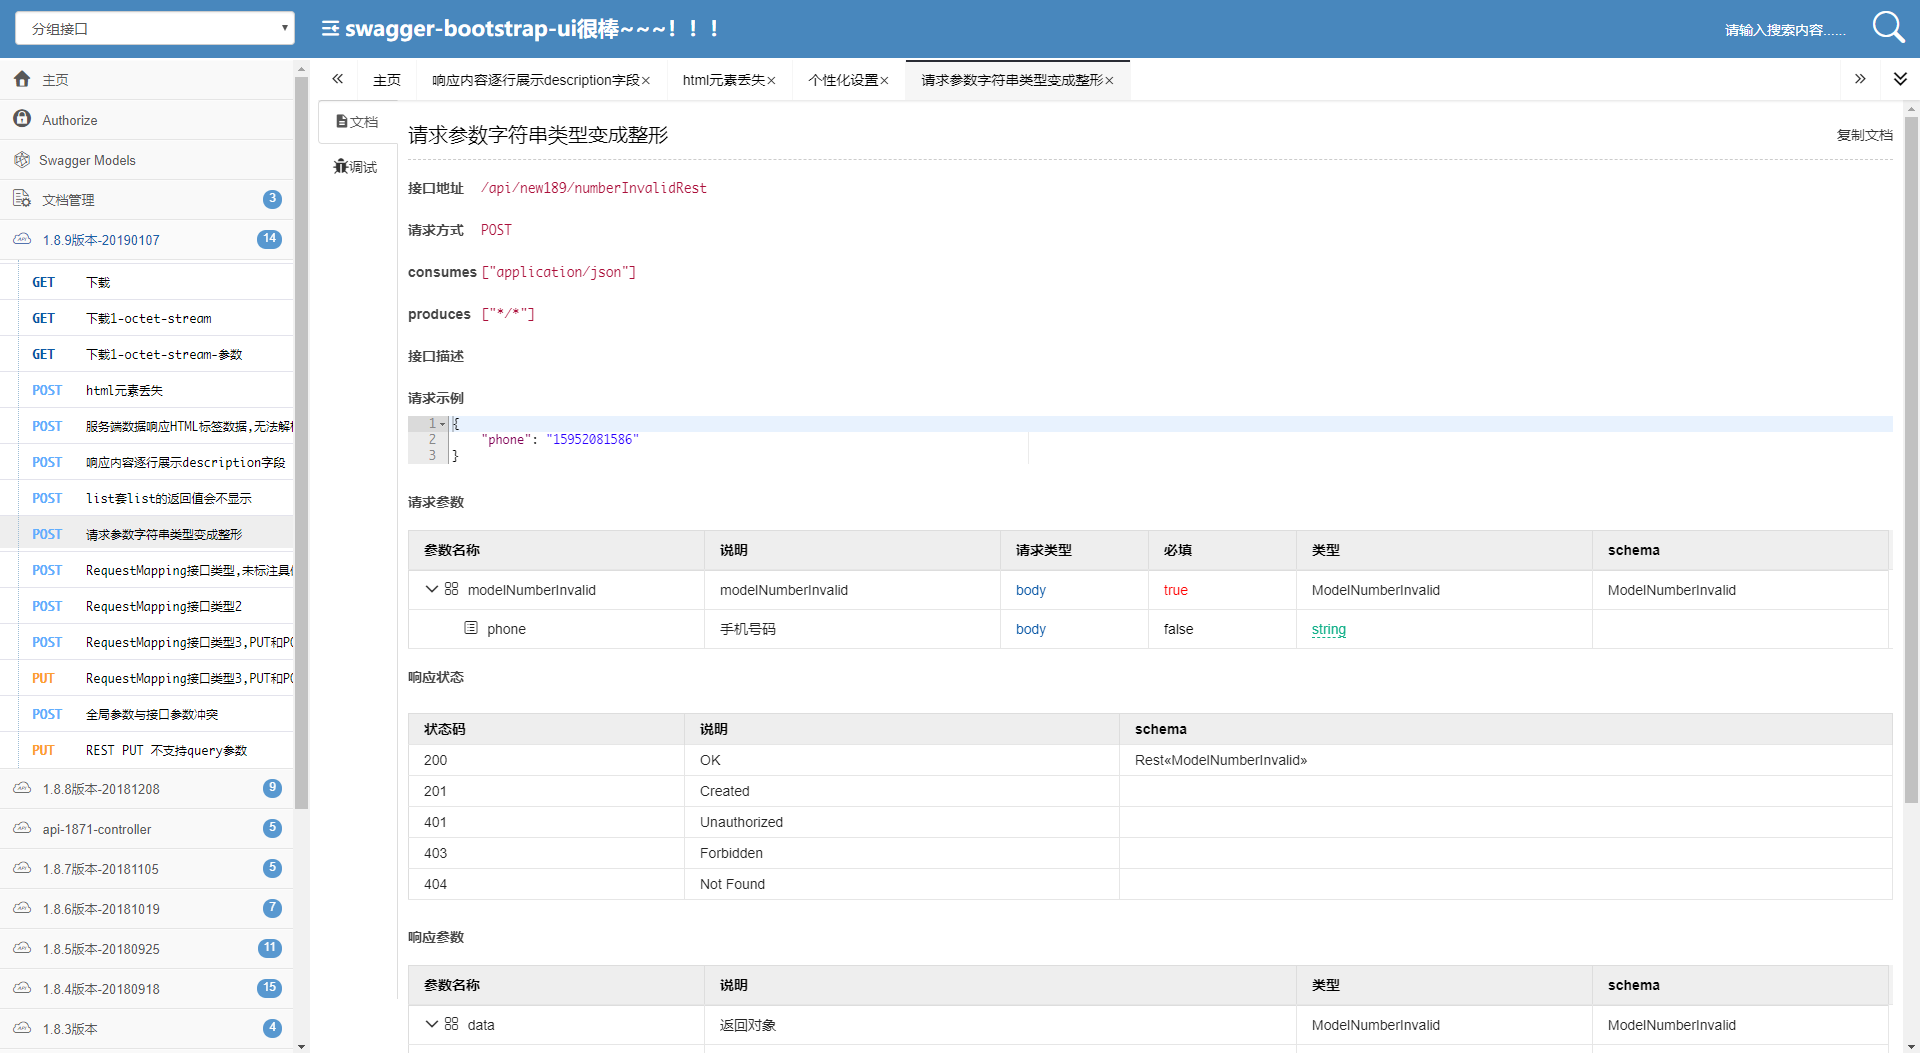 分组接口
swagger-bootstrap-ui很棒~~~！！！
请输入搜索内容......
主页
Authorize
Swagger Models
文档管理 3
1.8.9版本-20190107 14
GET 下载
GET 下载1-octet-stream
GET 下载1-octet-stream-参数
POST html元素丢失
POST 服务端数据响应HTML标签数据,无法解
POST 响应内容逐行展示description字段
POST list套list的返回值会不显示
POST 请求参数字符串类型变成整形
POST RequestMapping接口类型,未标注具
POST RequestMapping接口类型2
POST RequestMapping接口类型3,PUT和PO
PUT RequestMapping接口类型3,PUT和PO
POST 全局参数与接口参数冲突
PUT REST PUT 不支持query参数
1.8.8版本-20181208 9
api-1871-controller 5
1.8.7版本-20181105 5
1.8.6版本-20181019 7
1.8.5版本-20180925 11
1.8.4版本-20180918 15
1.8.3版本 4
主页 响应内容逐行展示description字段× html元素丢失× 个性化设置× 请求参数字符串类型变成整形×
文档
调试
请求参数字符串类型变成整形 复制文档
接口地址 /api/new189/numberInvalidRest
请求方式 POST
consumes ["application/json"]
produces ["*/*"]
接口描述
请求示例
1 {
2 "phone": "15952081586"
3 }
请求参数
参数名称 说明 请求类型 必填 类型 schema
modelNumberInvalid modelNumberInvalid body true ModelNumberInvalid ModelNumberInvalid
phone 手机号码 body false string
响应状态
状态码 说明 schema
200 OK Rest«ModelNumberInvalid»
201 Created
401 Unauthorized
403 Forbidden
404 Not Found
响应参数
参数名称 说明 类型 schema
data 返回对象 ModelNumberInvalid ModelNumberInvalid